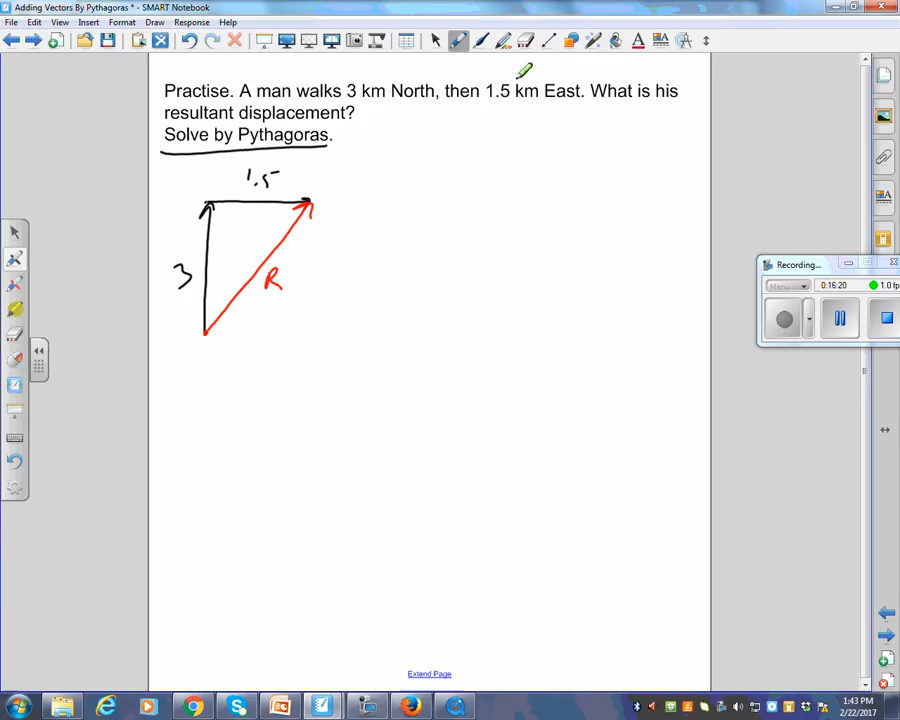 Adding Vectors By Pythagoras * - SMART Notebook
File Edit View Insert Format Draw Response Help
Practise. A man walks 3 km North, then 1.5 km East. What is his
resultant displacement?
Solve by Pythagoras.
1.5
3
R
Recording...
Menu
0:16:20
1.0 fp
Extend Page
1:43 PM
2/22/2017